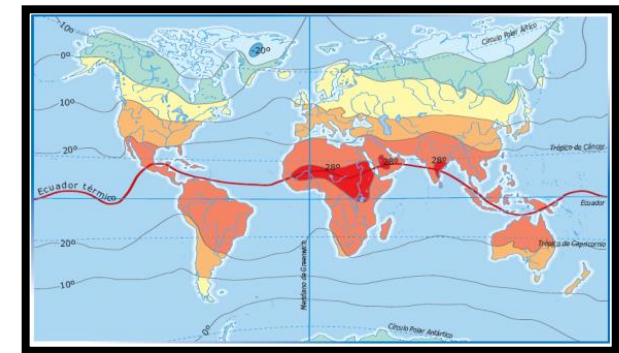 -10º
-20º
Círculo Polar Ártico
0º
10º
20º
Trópico de Cáncer
28º
28º
28º
Ecuador térmico
Ecuador
20º
Trópico de Capricornio
Meridiano de Greenwich
10º
0º
Círculo Polar Antártico